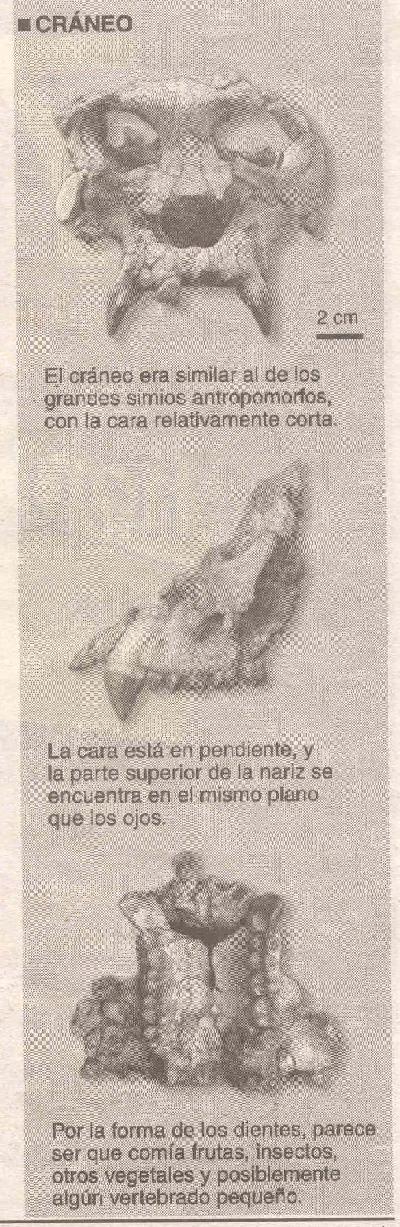 ■ CRÁNEO
2 cm
El cráneo era similar al de los
grandes simios antropomorfos,
con la cara relativamente corta.
La cara está en pendiente, y
la parte superior de la nariz se
encuentra en el mismo plano
que los ojos.
Por la forma de los dientes, parece
ser que comía frutas, insectos,
otros vegetales y posiblemente
algún vertebrado pequeño.